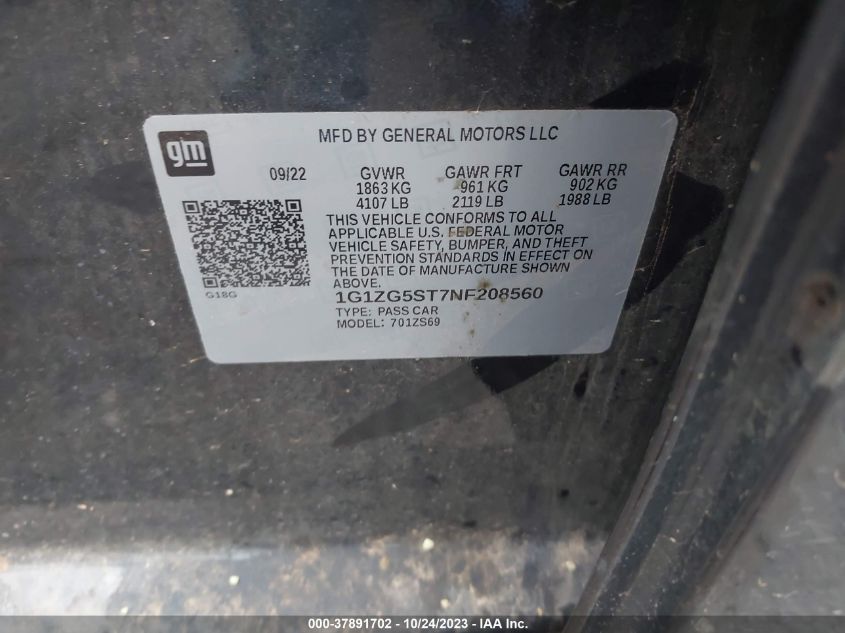 gm
MFD BY GENERAL MOTORS LLC
09/22
GVWR GAWR FRT GAWR RR
1863 KG 961 KG 902 KG
4107 LB 2119 LB 1988 LB
THIS VEHICLE CONFORMS TO ALL
APPLICABLE U.S. FEDERAL MOTOR
VEHICLE SAFETY, BUMPER, AND THEFT
PREVENTION STANDARDS IN EFFECT ON
THE DATE OF MANUFACTURE SHOWN
ABOVE.
G18G
1G1ZG5ST7NF208560
TYPE: PASS CAR
MODEL: 701ZS69
000-37891702 - 10/24/2023 - IAA Inc.